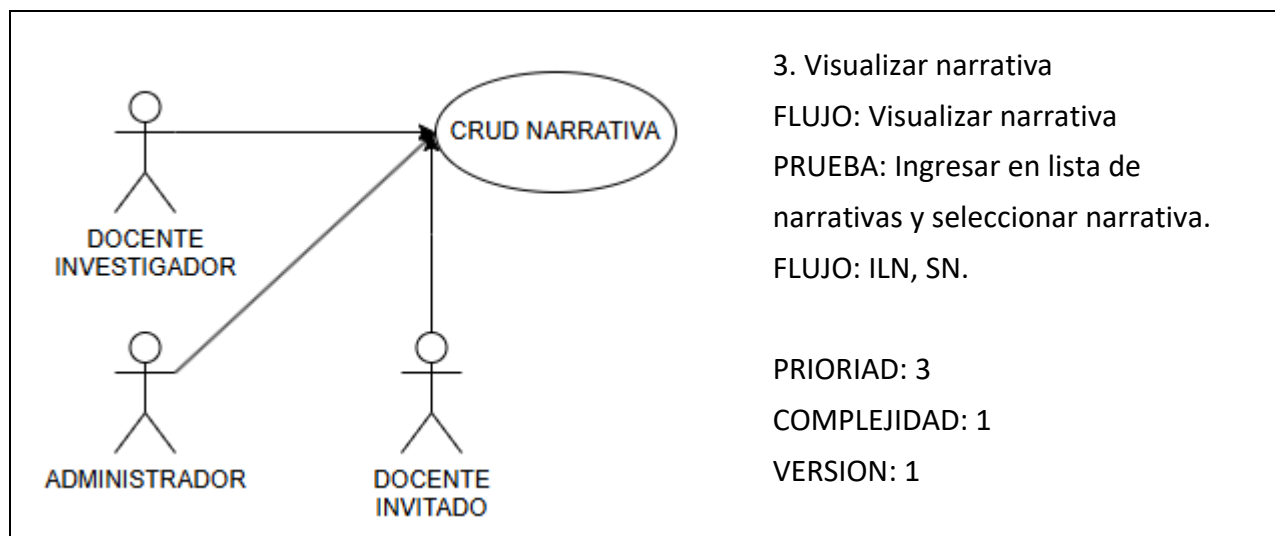 CRUD NARRATIVA
DOCENTE
INVESTIGADOR
ADMINISTRADOR
DOCENTE
INVITADO
3. Visualizar narrativa
FLUJO: Visualizar narrativa
PRUEBA: Ingresar en lista de
narrativas y seleccionar narrativa.
FLUJO: ILN, SN.
PRIORIAD: 3
COMPLEJIDAD: 1
VERSION: 1